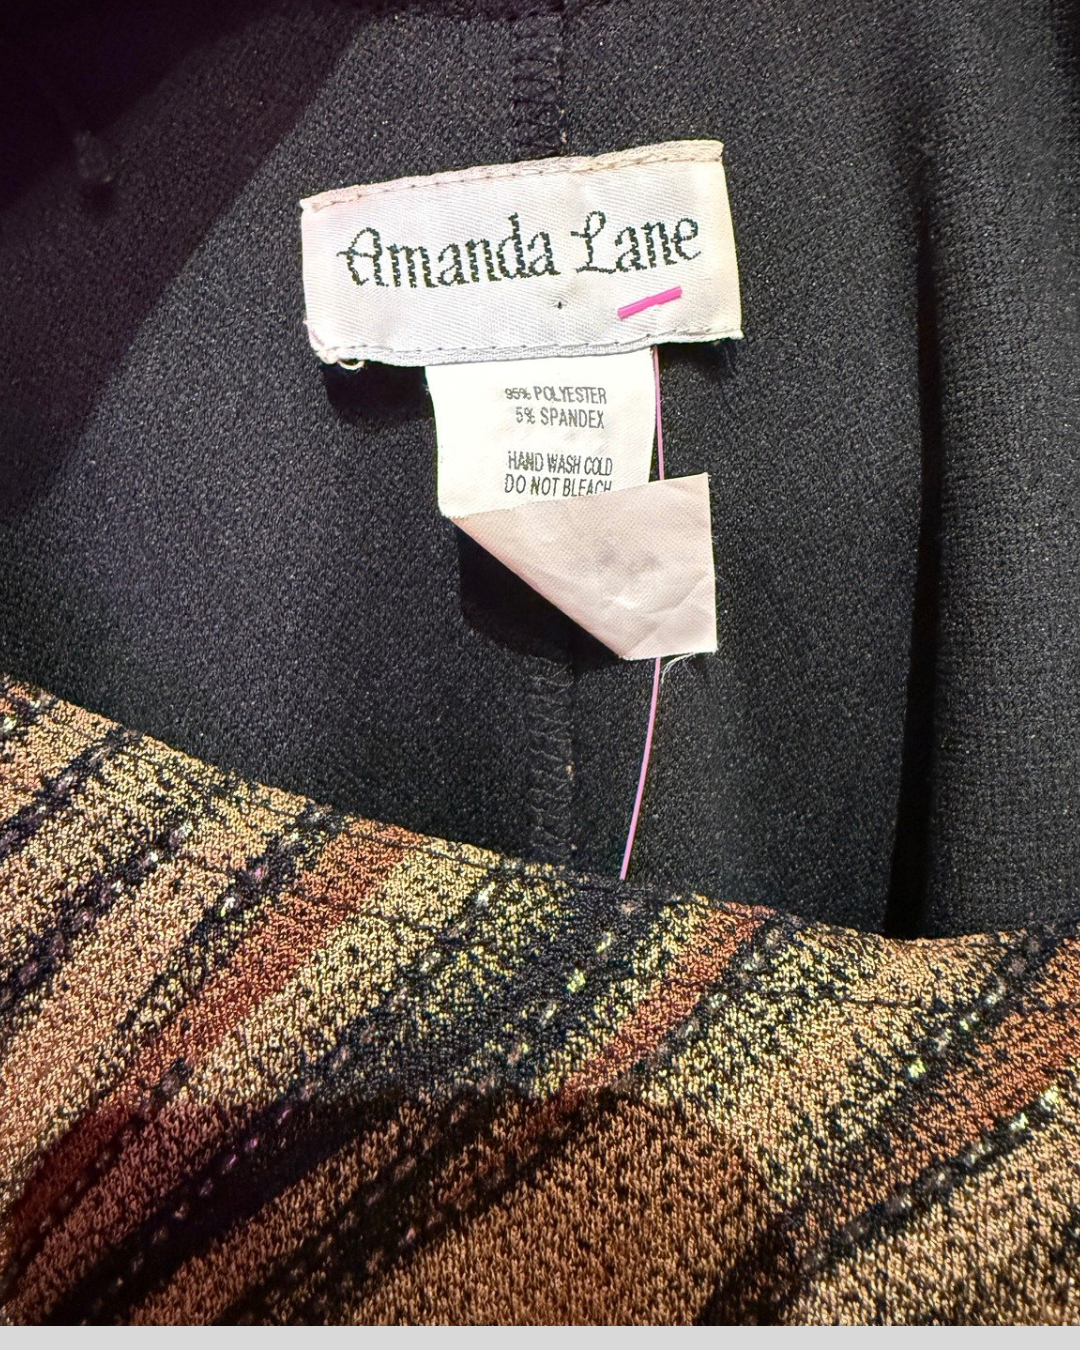 Amanda Lane
95% POLYESTER
5% SPANDEX
HAND WASH COLD
DO NOT BLEACH